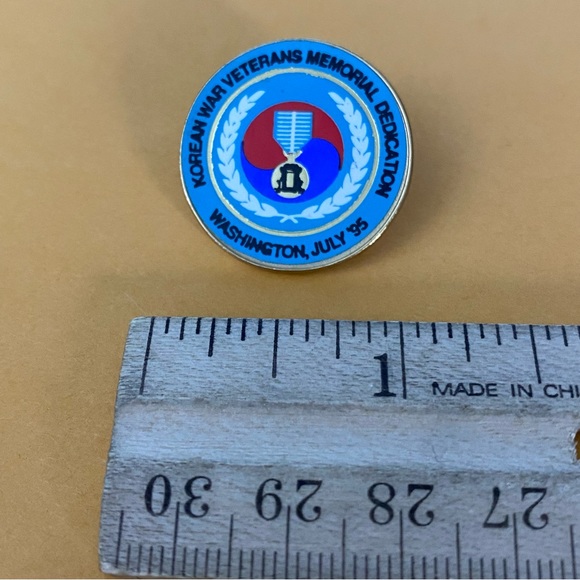 KOREAN WAR VETERANS MEMORIAL DEDICATION
WASHINGTON, JULY '95
1
MADE IN CHI
30 29 28 27